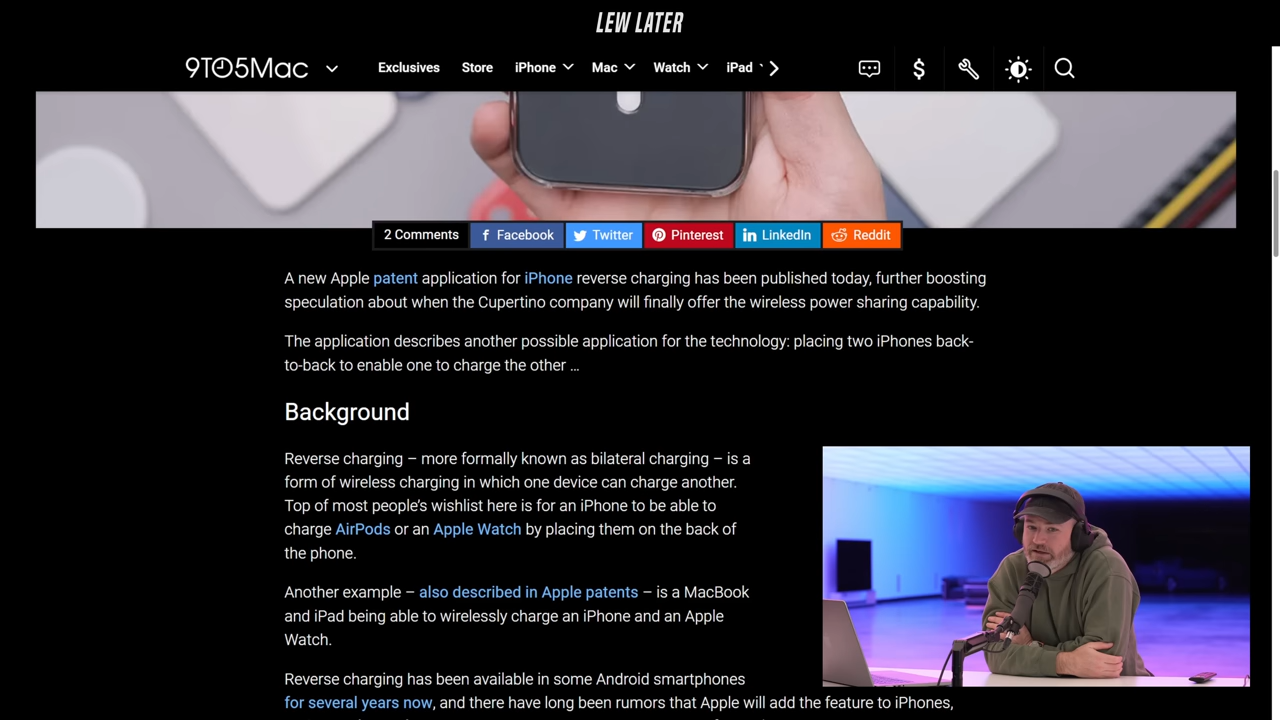 LEW LATER
9TO5Mac
Exclusives
Store
iPhone
Mac
Watch
iPad
2 Comments
Facebook
Twitter
Pinterest
LinkedIn
Reddit
A new Apple patent application for iPhone reverse charging has been published today, further boosting
speculation about when the Cupertino company will finally offer the wireless power sharing capability.
The application describes another possible application for the technology: placing two iPhones back-
to-back to enable one to charge the other ...
Background
Reverse charging – more formally known as bilateral charging – is a
form of wireless charging in which one device can charge another.
Top of most people's wishlist here is for an iPhone to be able to
charge AirPods or an Apple Watch by placing them on the back of
the phone.
Another example – also described in Apple patents – is a MacBook
and iPad being able to wirelessly charge an iPhone and an Apple
Watch.
Reverse charging has been available in some Android smartphones
for several years now, and there have long been rumors that Apple will add the feature to iPhones,